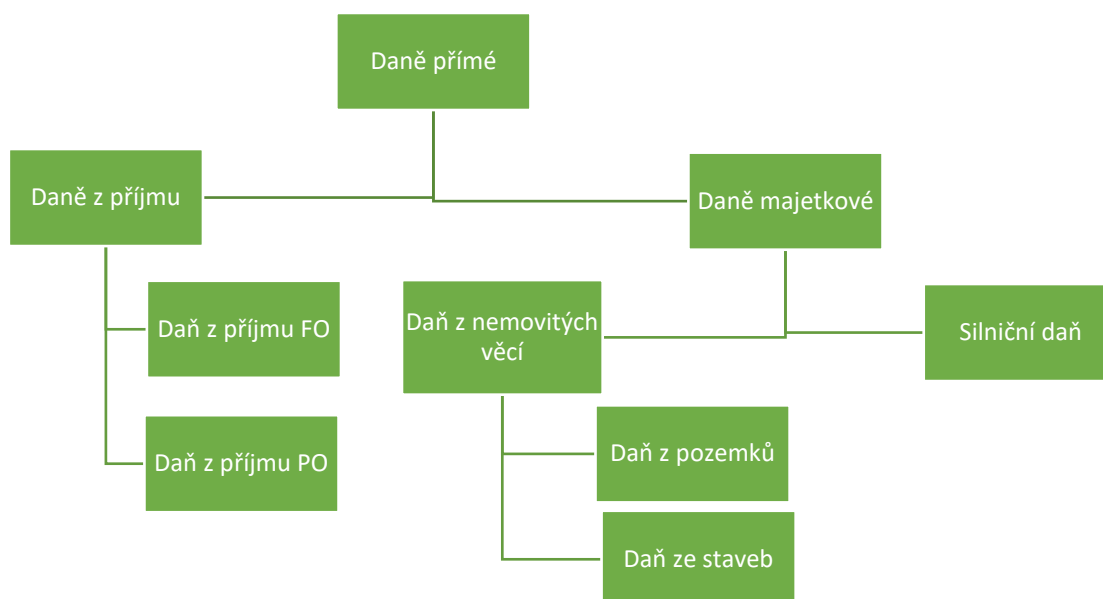 Daně přímé
Daně z příjmu
Daně majetkové
Daň z příjmu FO
Daň z nemovitých
věcí
Silniční daň
Daň z příjmu PO
Daň z pozemků
Daň ze staveb